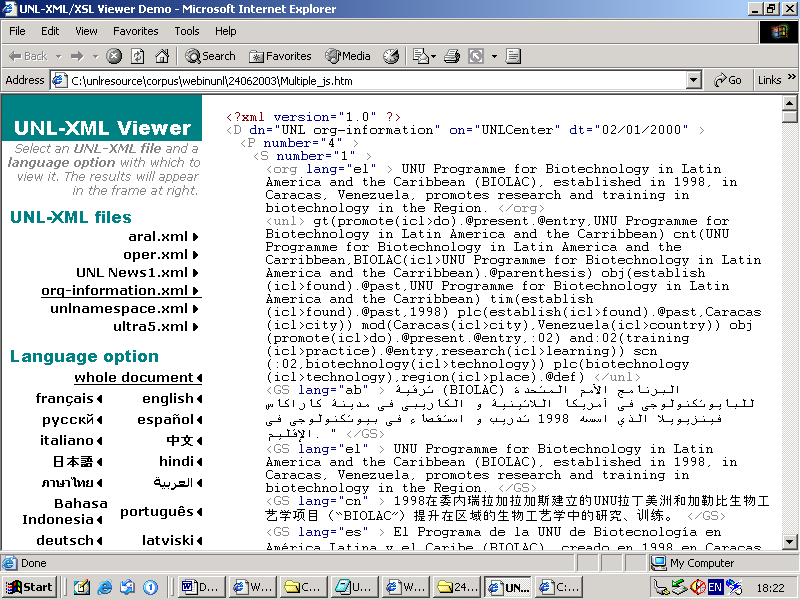 UNL-XML/XSL Viewer Demo - Microsoft Internet Explorer
File Edit View Favorites Tools Help
Back Search Favorites Media
Address C:\unlresource\corpus\webinunl\24062003\Multiple_js.htm Go Links »
UNL-XML Viewer
Select an UNL-XML file and a
language option with which to
view it. The results will appear
in the frame at right.
UNL-XML files
aral.xml
oper.xml
UNL News1.xml
org-information.xml
unlnamespace.xml
ultra5.xml
Language option
whole document
français english
русский español
italiano 中文
日本語 hindi
ภาษาไทย العربية
Bahasa
Indonesia português
deutsch latviski
<?xml version="1.0" ?>
<D dn="UNL org-information" on="UNLCenter" dt="02/01/2000" >
<P number="4" >
<S number="1" >
<org lang="el" > UNU Programme for Biotechnology in Latin
America and the Caribbean (BIOLAC), established in 1998, in
Caracas, Venezuela, promotes research and training in
biotechnology in the Region. </org>
<unl> gt(promote(icl>do).@present.@entry,UNU Programme for
Biotechnology in Latin America and the Carribbean) cnt(UNU
Programme for Biotechnology in Latin America and the
Carribbean,BIOLAC(icl>UNU Programme for Biotechnology in Latin
America and the Carribbean).@parenthesis) obj(establish
(icl>found).@past,UNU Programme for Biotechnology in Latin
America and the Carribbean) tim(establish
(icl>found).@past,1998) plc(establish(icl>found).@past,Caracas
(icl>city)) mod(Caracas(icl>city),Venezuela(icl>country)) obj
(promote(icl>do).@present.@entry,:02) and:02(training
(icl>practice).@entry,research(icl>learning)) scn
(:02,biotechnology(icl>technology)) plc(biotechnology
(icl>technology),region(icl>place).@def) </unl>
<GS lang="ab" > البرنامج الأمم المتحدة (BIOLAC) ترقية
للبايوتكنولوجى فى أمريكا اللاتينية و الكاريبى فى مدينة كاراكاس
فينزيويلا الذي اسسه 1998 تدريب و استقصاء فى بيوتكنولوجى فى
الإقليم. " </GS>
<GS lang="el" > UNU Programme for Biotechnology in Latin
America and the Caribbean (BIOLAC), established in 1998, in
Caracas, Venezuela, promotes research and training in
biotechnology in the Region. </GS>
<GS lang="cn" > 1998在委内瑞拉加拉加斯建立的UNU拉丁美洲和加勒比生物工
艺学项目（“BIOLAC”）提升在区域的生物工艺学中的研究、训练。 </GS>
<GS lang="es" > El Programa de la UNU de Biotecnología en
América Latina y el Caribe (BIOLAC), creado en 1998 en Caracas
Done My Computer
Start D... W... C... U... W... 24... UN... C:... EN 18:22